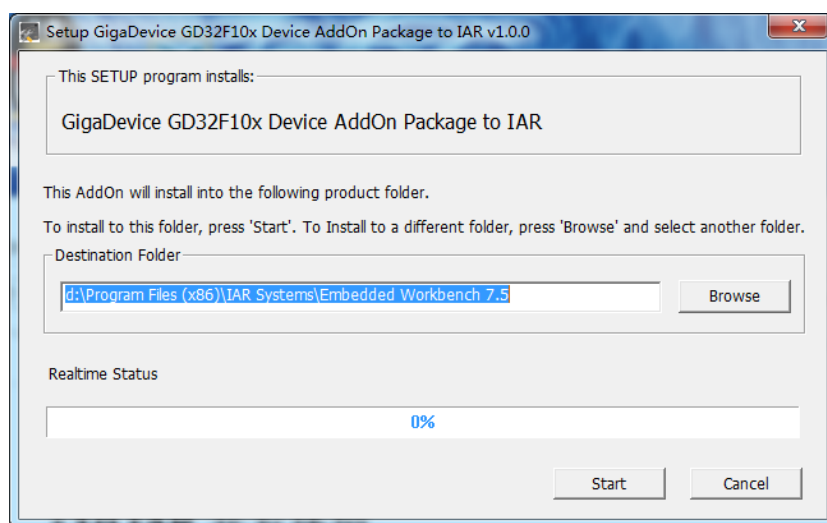 Setup GigaDevice GD32F10x Device AddOn Package to IAR v1.0.0
This SETUP program installs:
GigaDevice GD32F10x Device AddOn Package to IAR
This AddOn will install into the following product folder.
To install to this folder, press 'Start'. To Install to a different folder, press 'Browse' and select another folder.
Destination Folder
d:\Program Files (x86)\IAR Systems\Embedded Workbench 7.5
Browse
Realtime Status
0%
Start
Cancel